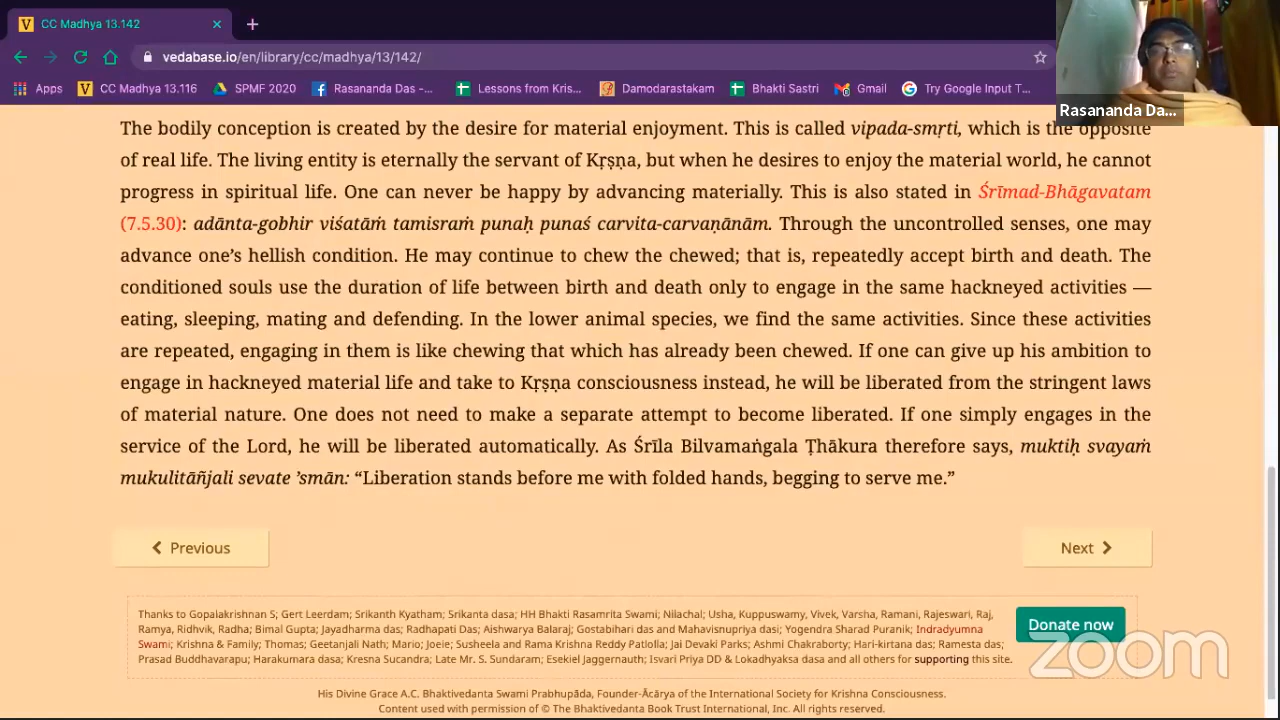 V CC Madhya 13.142
vedabase.io/en/library/cc/madhya/13/142/
Apps V CC Madhya 13.116 SPMF 2020 Rasananda Das -... Lessons from Kris... Damodarastakam Bhakti Sastri Gmail Try Google Input T...
Rasananda Da...
The bodily conception is created by the desire for material enjoyment. This is called vipada-smṛti, which is the opposite
of real life. The living entity is eternally the servant of Kṛṣṇa, but when he desires to enjoy the material world, he cannot
progress in spiritual life. One can never be happy by advancing materially. This is also stated in Śrīmad-Bhāgavatam
(7.5.30): adānta-gobhir viśatāṁ tamisraṁ punaḥ punaś carvita-carvaṇānām. Through the uncontrolled senses, one may
advance one’s hellish condition. He may continue to chew the chewed; that is, repeatedly accept birth and death. The
conditioned souls use the duration of life between birth and death only to engage in the same hackneyed activities —
eating, sleeping, mating and defending. In the lower animal species, we find the same activities. Since these activities
are repeated, engaging in them is like chewing that which has already been chewed. If one can give up his ambition to
engage in hackneyed material life and take to Kṛṣṇa consciousness instead, he will be liberated from the stringent laws
of material nature. One does not need to make a separate attempt to become liberated. If one simply engages in the
service of the Lord, he will be liberated automatically. As Śrīla Bilvamaṅgala Ṭhākura therefore says, muktiḥ svayaṁ
mukulitāñjali sevate ’smān: “Liberation stands before me with folded hands, begging to serve me.”
Previous
Next
Thanks to Gopalakrishnan S; Gert Leerdam; Srikanth Kyatham; Srikanta dasa; HH Bhakti Rasamrita Swami; Nilachal; Usha, Kuppuswamy, Vivek, Varsha, Ramani, Rajeswari, Raj,
Ramya, Ridhvik, Radha; Bimal Gupta; Jayadharma das; Radhapati Das; Aishwarya Balaraj; Gostabihari das and Mahavisnupriya dasi; Yogendra Sharad Puranik; Indradyumna
Swami; Krishna & Family; Thomas; Geetanjali Nath; Mario; Joeie; Susheela and Rama Krishna Reddy Patlolla; Jai Devaki Parks; Ashmi Chakraborty; Hari-kirtana das; Ramesta das;
Prasad Buddhavarapu; Harakumara dasa; Kresna Sucandra; Late Mr. S. Sundaram; Esekiel Jaggernauth; Isvari Priya DD & Lokadhyaksa dasa and all others for supporting this site.
Donate now
zoom
His Divine Grace A.C. Bhaktivedanta Swami Prabhupāda, Founder-Ācārya of the International Society for Krishna Consciousness.
Content used with permission of © The Bhaktivedanta Book Trust International, Inc. All rights reserved.